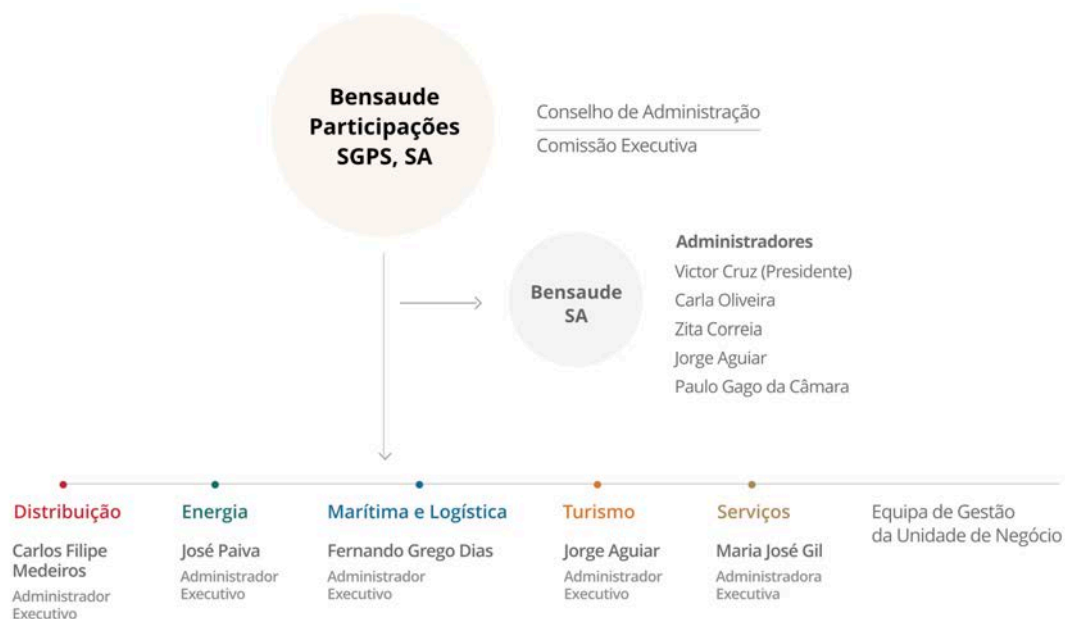 Bensaude
Participações
SGPS, SA
Conselho de Administração
Comissão Executiva
Bensaude
SA
Administradores
Victor Cruz (Presidente)
Carla Oliveira
Zita Correia
Jorge Aguiar
Paulo Gago da Câmara
Distribuição
Carlos Filipe
Medeiros
Administrador
Executivo
Energia
José Paiva
Administrador
Executivo
Marítima e Logística
Fernando Grego Dias
Administrador
Executivo
Turismo
Jorge Aguiar
Administrador
Executivo
Serviços
Maria José Gil
Administradora
Executiva
Equipa de Gestão
da Unidade de Negócio